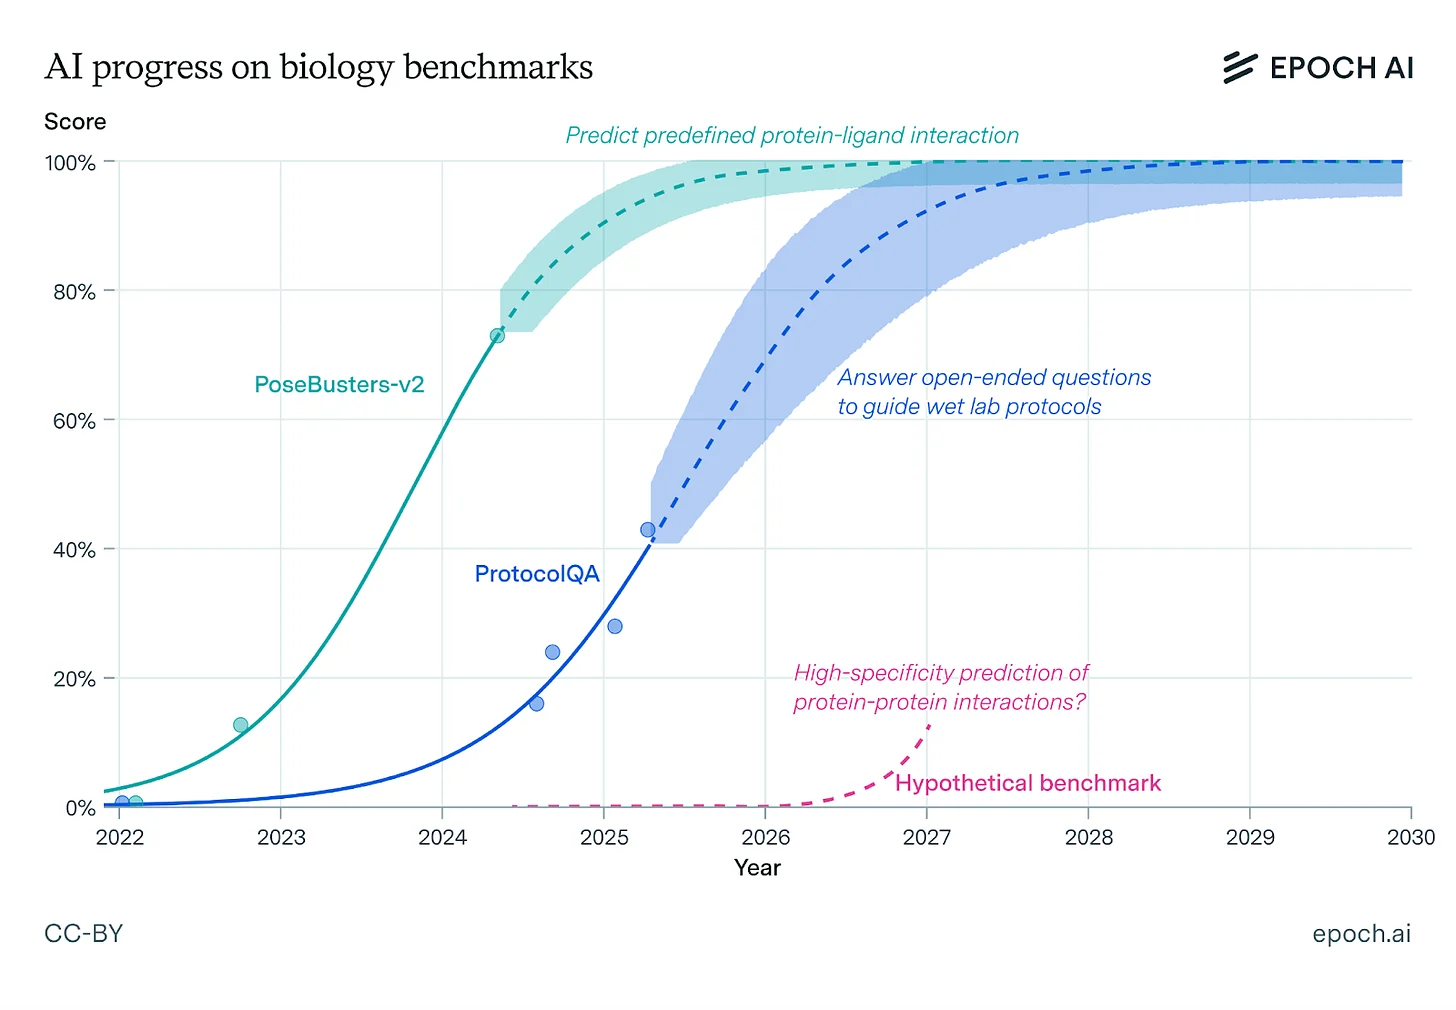 AI progress on biology benchmarks
EPOCH AI
Score
Predict predefined protein-ligand interaction
100%
80%
PoseBusters-v2
Answer open-ended questions
to guide wet lab protocols
60%
40%
ProtocolQA
High-specificity prediction of
protein-protein interactions?
20%
Hypothetical benchmark
0%
2022 2023 2024 2025 2026 2027 2028 2029 2030
Year
CC-BY
epoch.ai